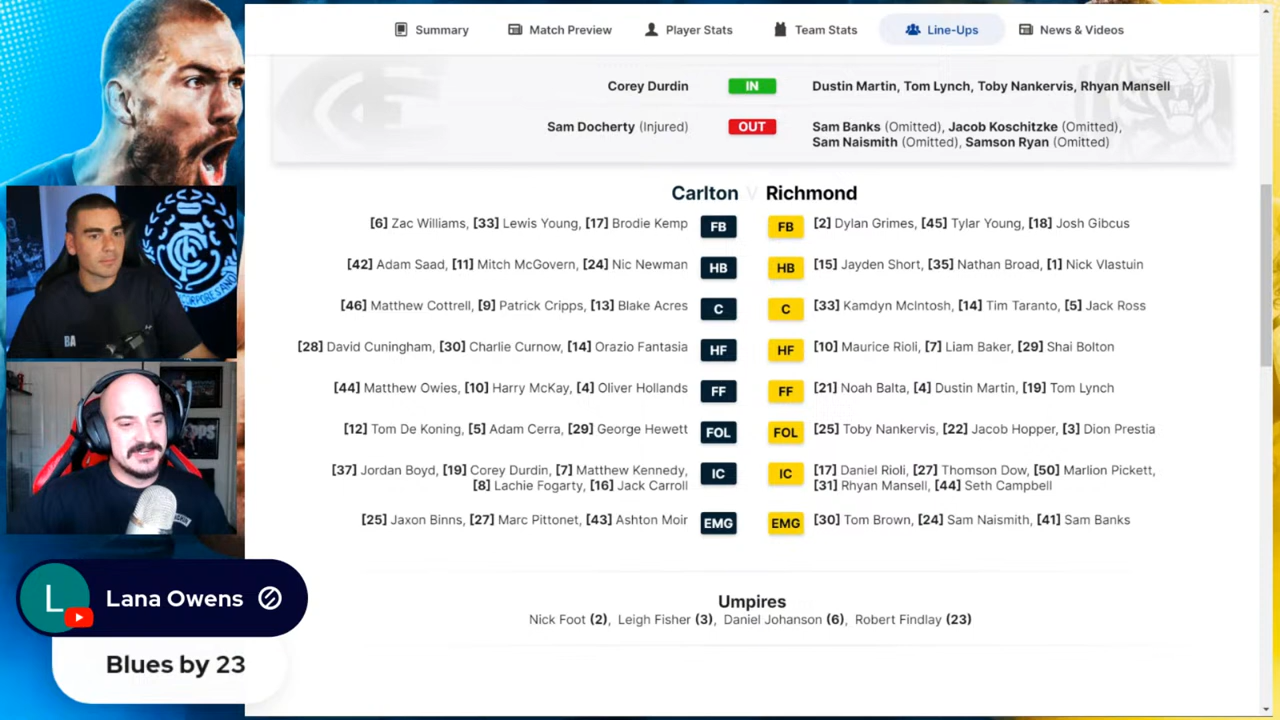 Summary
Match Preview
Player Stats
Team Stats
Line-Ups
News & Videos
Corey Durdin
IN
Dustin Martin, Tom Lynch, Toby Nankervis, Rhyan Mansell
Sam Docherty (Injured)
OUT
Sam Banks (Omitted), Jacob Koschitzke (Omitted),
Sam Naismith (Omitted), Samson Ryan (Omitted)
Carlton V Richmond
[6] Zac Williams, [33] Lewis Young, [17] Brodie Kemp
FB
FB
[2] Dylan Grimes, [45] Tylar Young, [18] Josh Gibcus
[42] Adam Saad, [11] Mitch McGovern, [24] Nic Newman
HB
HB
[15] Jayden Short, [35] Nathan Broad, [1] Nick Vlastuin
[46] Matthew Cottrell, [9] Patrick Cripps, [13] Blake Acres
C
C
[33] Kamdyn McIntosh, [14] Tim Taranto, [5] Jack Ross
[28] David Cuningham, [30] Charlie Curnow, [14] Orazio Fantasia
HF
HF
[10] Maurice Rioli, [7] Liam Baker, [29] Shai Bolton
[44] Matthew Owies, [10] Harry McKay, [4] Oliver Hollands
FF
FF
[21] Noah Balta, [4] Dustin Martin, [19] Tom Lynch
[12] Tom De Koning, [5] Adam Cerra, [29] George Hewett
FOL
FOL
[25] Toby Nankervis, [22] Jacob Hopper, [3] Dion Prestia
[37] Jordan Boyd, [19] Corey Durdin, [7] Matthew Kennedy,
[8] Lachie Fogarty, [16] Jack Carroll
IC
IC
[17] Daniel Rioli, [27] Thomson Dow, [50] Marlion Pickett,
[31] Rhyan Mansell, [44] Seth Campbell
[25] Jaxon Binns, [27] Marc Pittonet, [43] Ashton Moir
EMG
EMG
[30] Tom Brown, [24] Sam Naismith, [41] Sam Banks
Umpires
Nick Foot (2), Leigh Fisher (3), Daniel Johanson (6), Robert Findlay (23)
BA
L
Lana Owens
Blues by 23